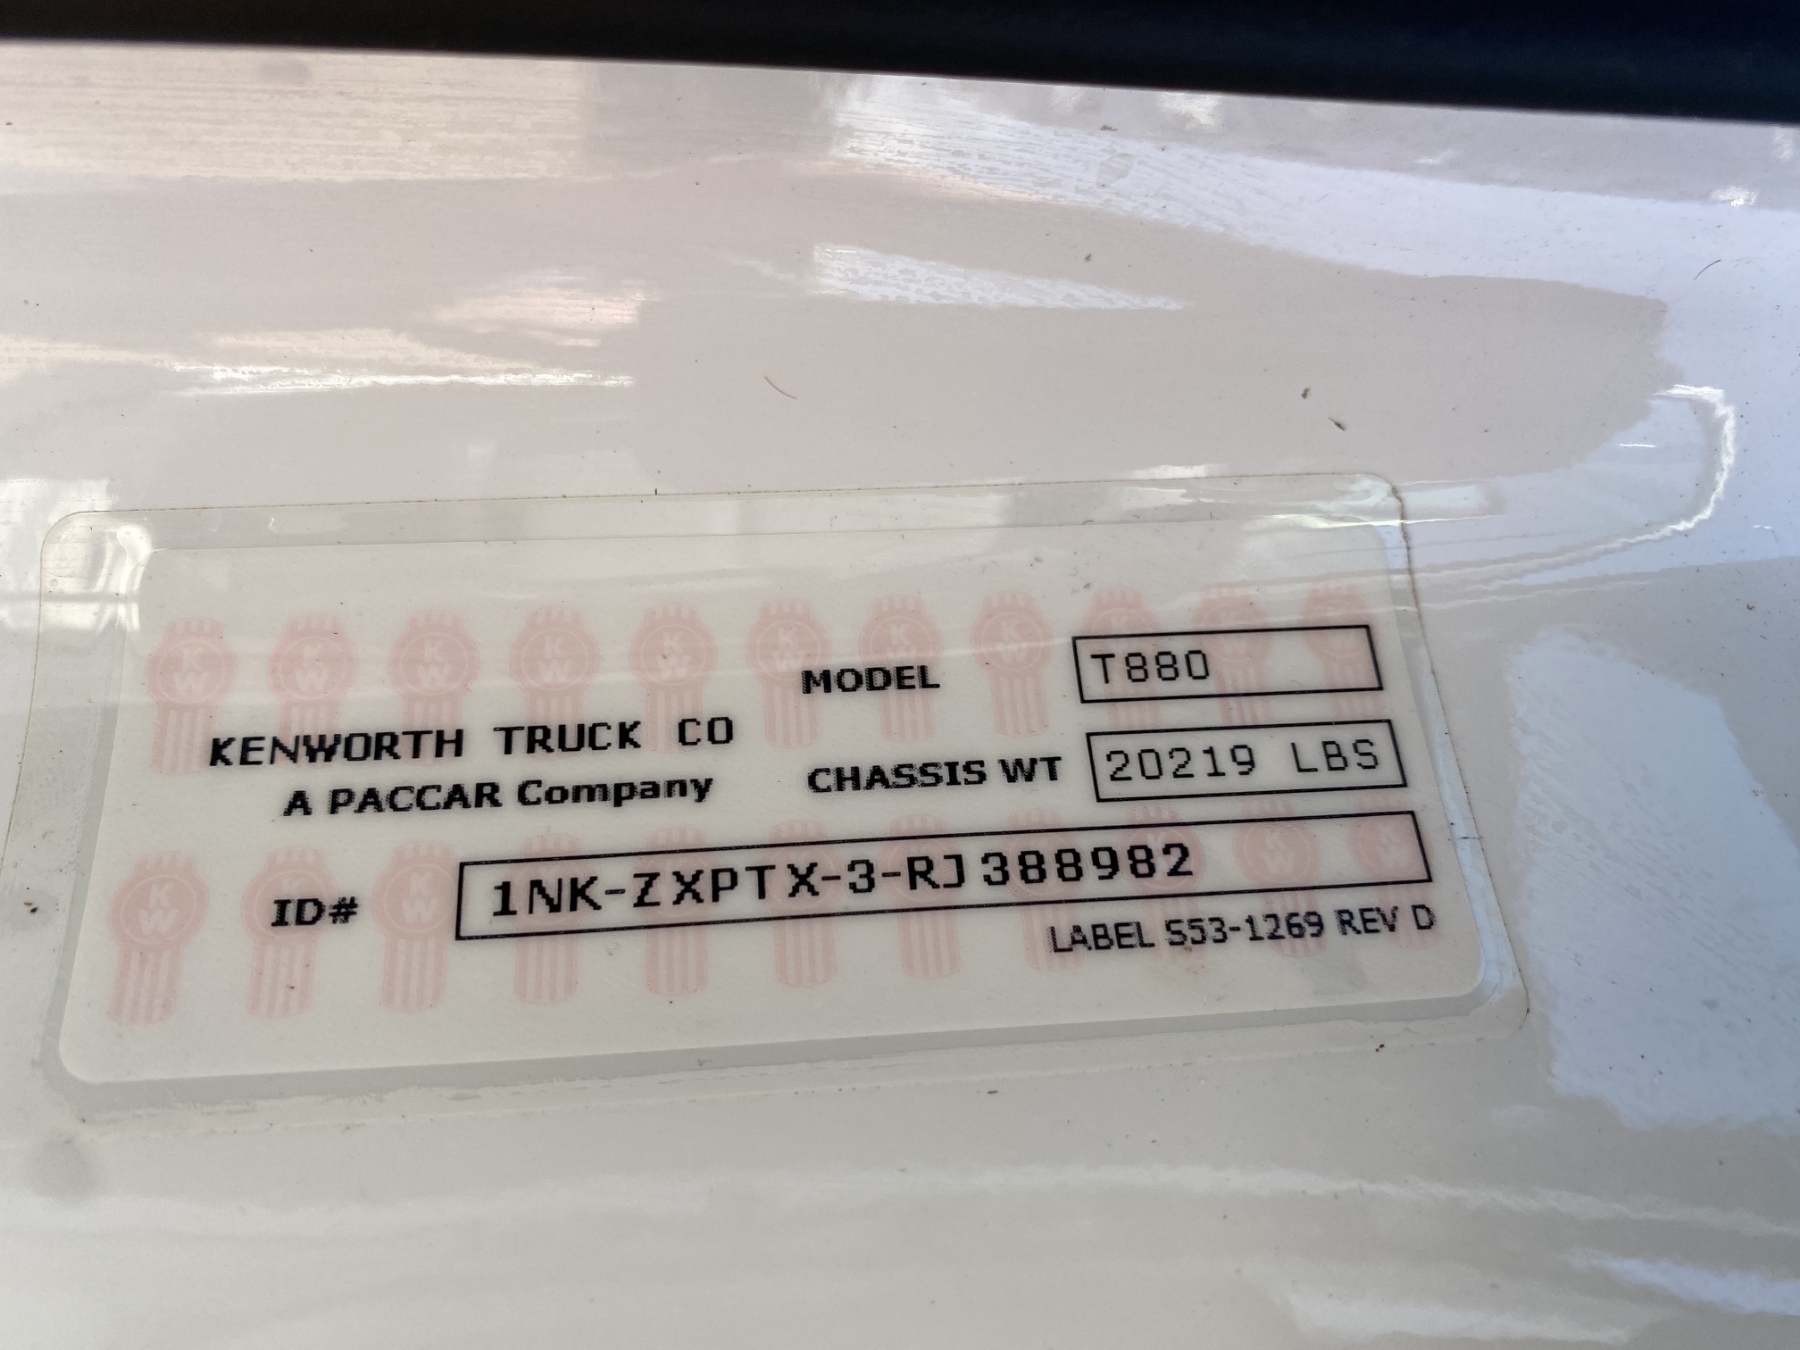 MODEL T880
KENWORTH TRUCK CO
A PACCAR Company
CHASSIS WT 20219 LBS
ID# 1NK-ZXPTX-3-RJ388982
LABEL S53-1269 REV D